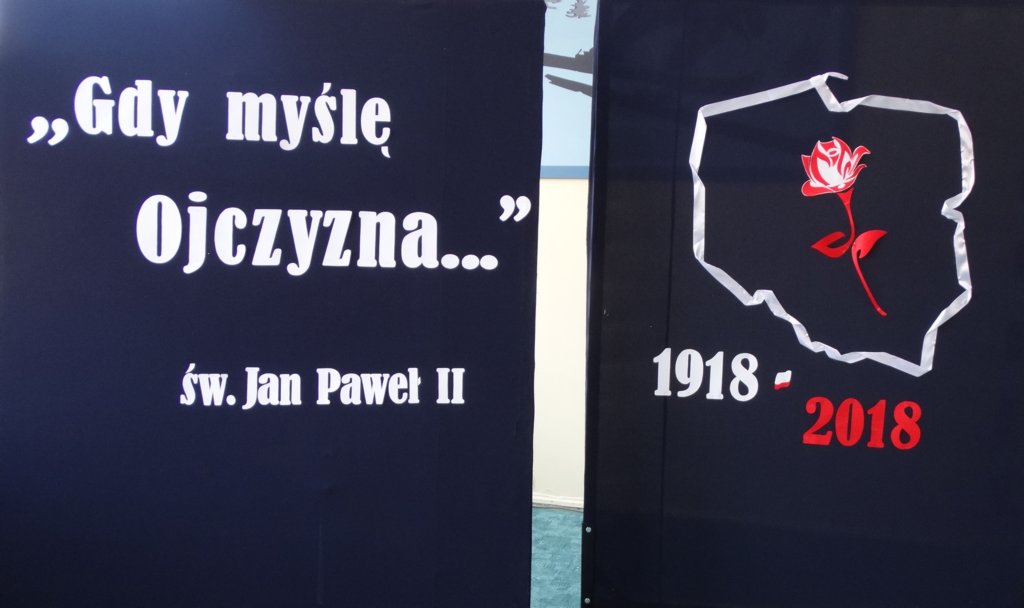 „Gdy myślę
Ojczyzna...”
św. Jan Paweł II
1918 -
2018